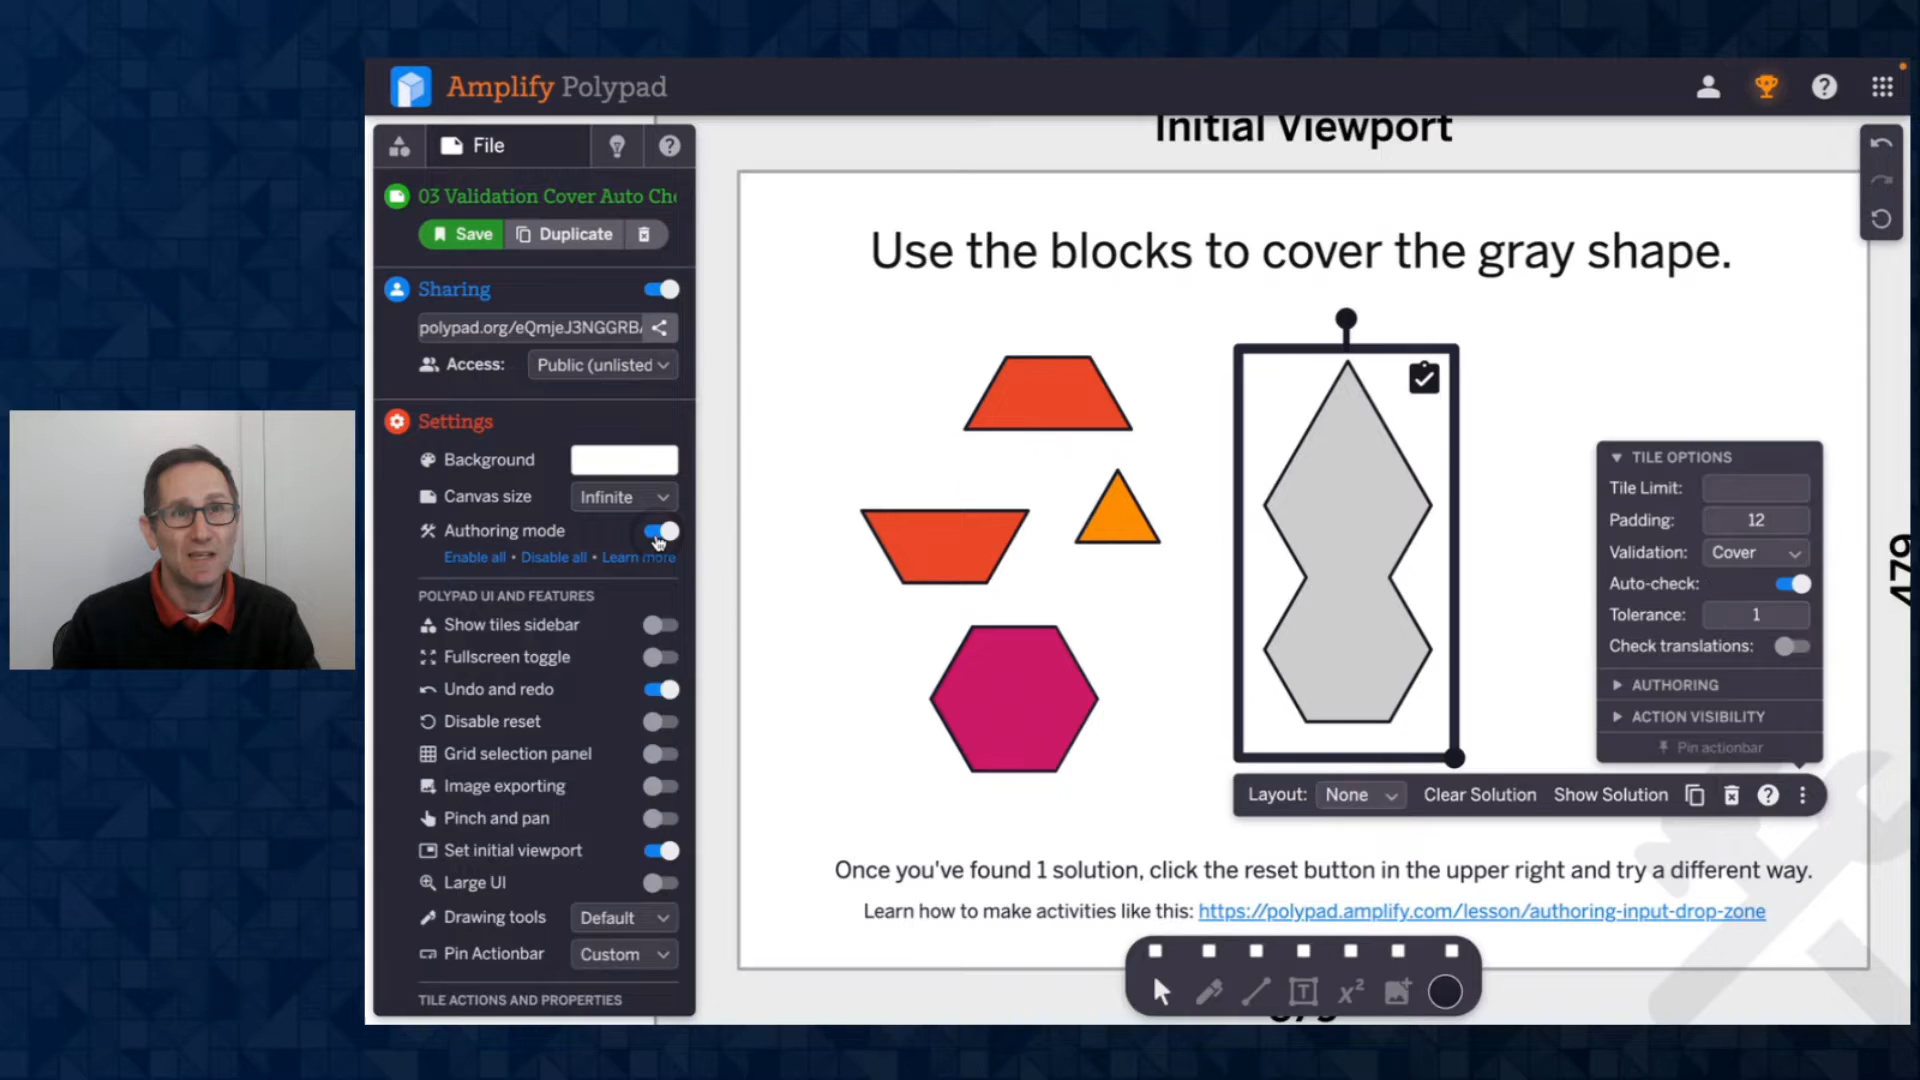 Amplify Polypad
File
03 Validation Cover Auto Che
Save Duplicate
Sharing
polypad.org/eQmjeJ3NGGRB
Access: Public (unlisted
Settings
Background
Canvas size Infinite
Authoring mode
Enable all • Disable all • Learn more
POLYPAD UI AND FEATURES
Show tiles sidebar
Fullscreen toggle
Undo and redo
Disable reset
Grid selection panel
Image exporting
Pinch and pan
Set initial viewport
Large UI
Drawing tools Default
Pin Actionbar Custom
TILE ACTIONS AND PROPERTIES
Initial Viewport
Use the blocks to cover the gray shape.
TILE OPTIONS
Tile Limit:
Padding: 12
Validation: Cover
Auto-check:
Tolerance: 1
Check translations:
AUTHORING
ACTION VISIBILITY
Pin actionbar
Layout: None Clear Solution Show Solution
Once you've found 1 solution, click the reset button in the upper right and try a different way.
Learn how to make activities like this: https://polypad.amplify.com/lesson/authoring-input-drop-zone
T x²
479